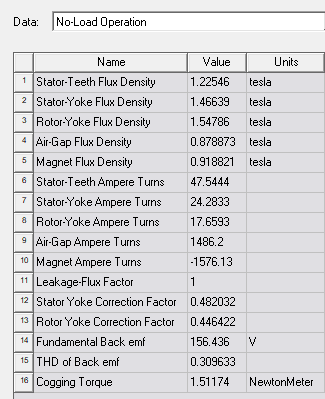 Data: No-Load Operation
Name Value Units
1 Stator-Teeth Flux Density 1.22546 tesla
2 Stator-Yoke Flux Density 1.46639 tesla
3 Rotor-Yoke Flux Density 1.54786 tesla
4 Air-Gap Flux Density 0.878873 tesla
5 Magnet Flux Density 0.918821 tesla
6 Stator-Teeth Ampere Turns 47.5444
7 Stator-Yoke Ampere Turns 24.2833
8 Rotor-Yoke Ampere Turns 17.6593
9 Air-Gap Ampere Turns 1486.2
10 Magnet Ampere Turns -1576.13
11 Leakage-Flux Factor 1
12 Stator Yoke Correction Factor 0.482032
13 Rotor Yoke Correction Factor 0.446422
14 Fundamental Back emf 156.436 V
15 THD of Back emf 0.309633
16 Cogging Torque 1.51174 NewtonMeter